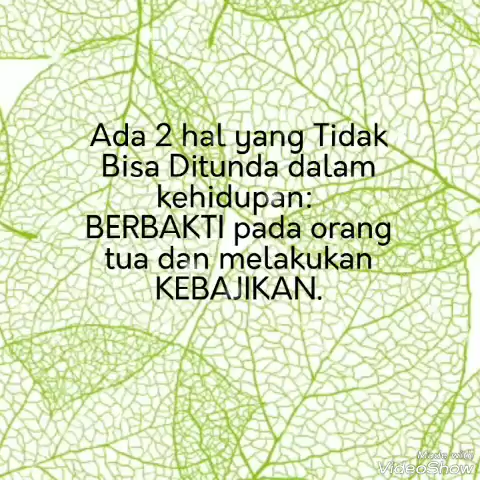 Ada 2 hal yang Tidak
Bisa Ditunda dalam
kehidupan:
BERBAKTI pada orang
tua dan melakukan
KEBAJIKAN.
Made with
VideoShow